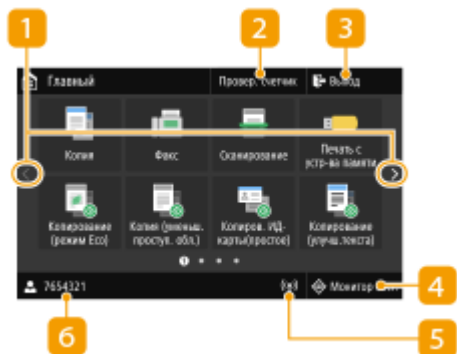 1
2
3
Главный
Провер. счетчик
Выход
Копия
Факс
Сканирование
Печать с
устр-ва памяти
Копирование
(режим Eco)
Копия (уменьш.
проступ. обл.)
Копиров. ИД-
карты(простое)
Копирование
(улучш.текста)
7654321
Монитор
4
6
5